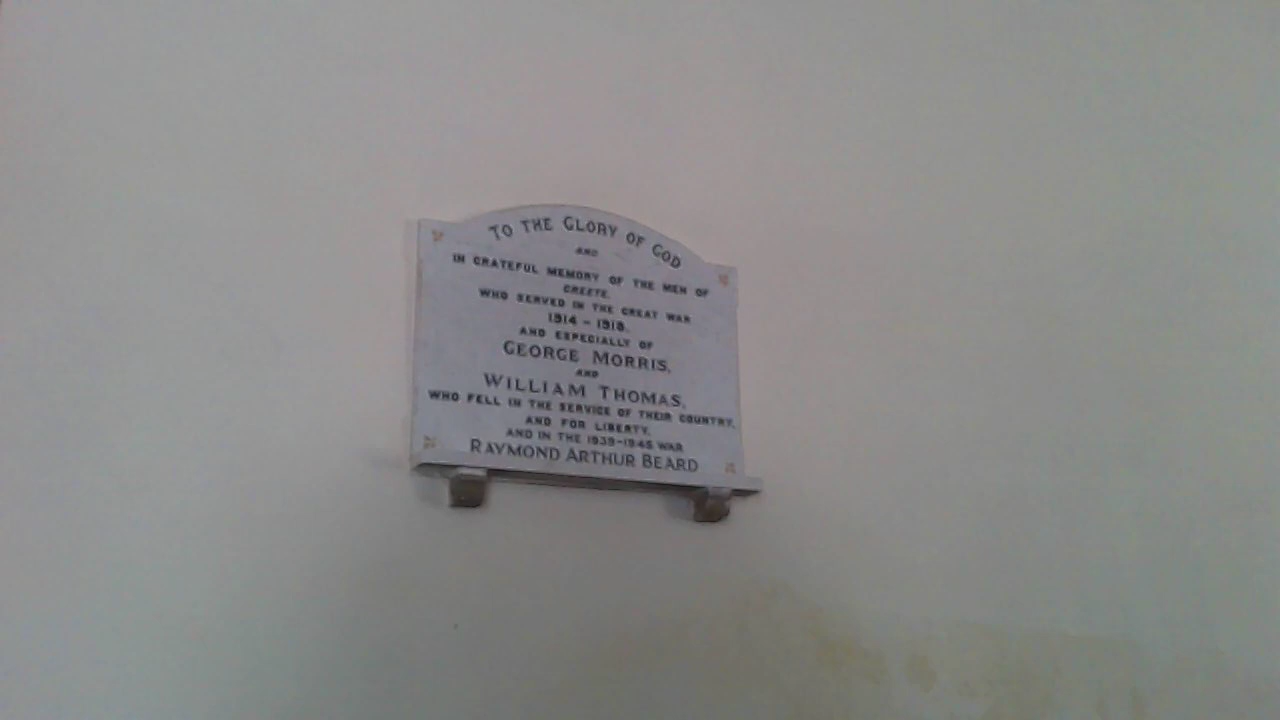 TO THE GLORY OF GOD
AND
IN GRATEFUL MEMORY OF THE MEN OF
GREETE,
WHO SERVED IN THE GREAT WAR
1914 - 1918.
AND ESPECIALLY OF
GEORGE MORRIS,
AND
WILLIAM THOMAS,
WHO FELL IN THE SERVICE OF THEIR COUNTRY,
AND FOR LIBERTY.
AND IN THE 1939-1945 WAR
RAYMOND ARTHUR BEARD